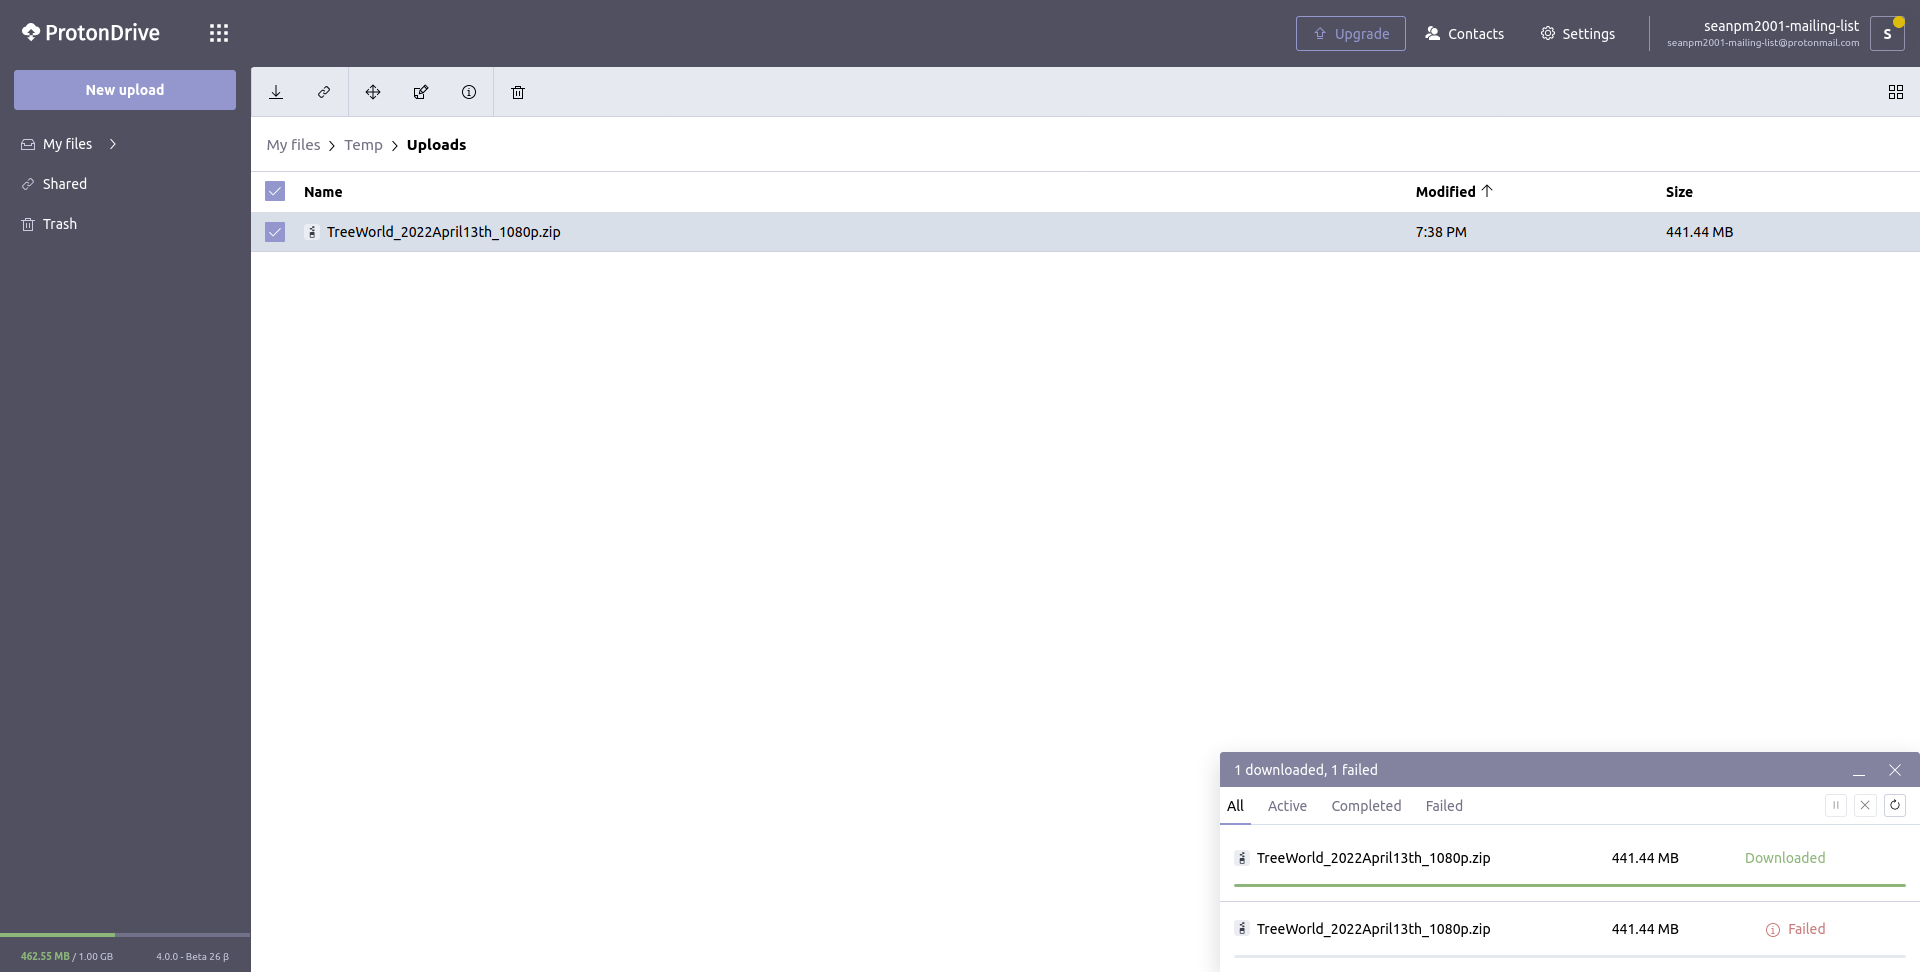 ProtonDrive
Upgrade
Contacts
Settings
seanpm2001-mailing-list
seanpm2001-mailing-list@protonmail.com
S
New upload
My files
Shared
Trash
My files > Temp > Uploads
Name Modified Size
TreeWorld_2022April13th_1080p.zip 7:38 PM 441.44 MB
1 downloaded, 1 failed
All Active Completed Failed
TreeWorld_2022April13th_1080p.zip 441.44 MB Downloaded
TreeWorld_2022April13th_1080p.zip 441.44 MB Failed
462.55 MB / 1.00 GB 4.0.0 - Beta 26 β